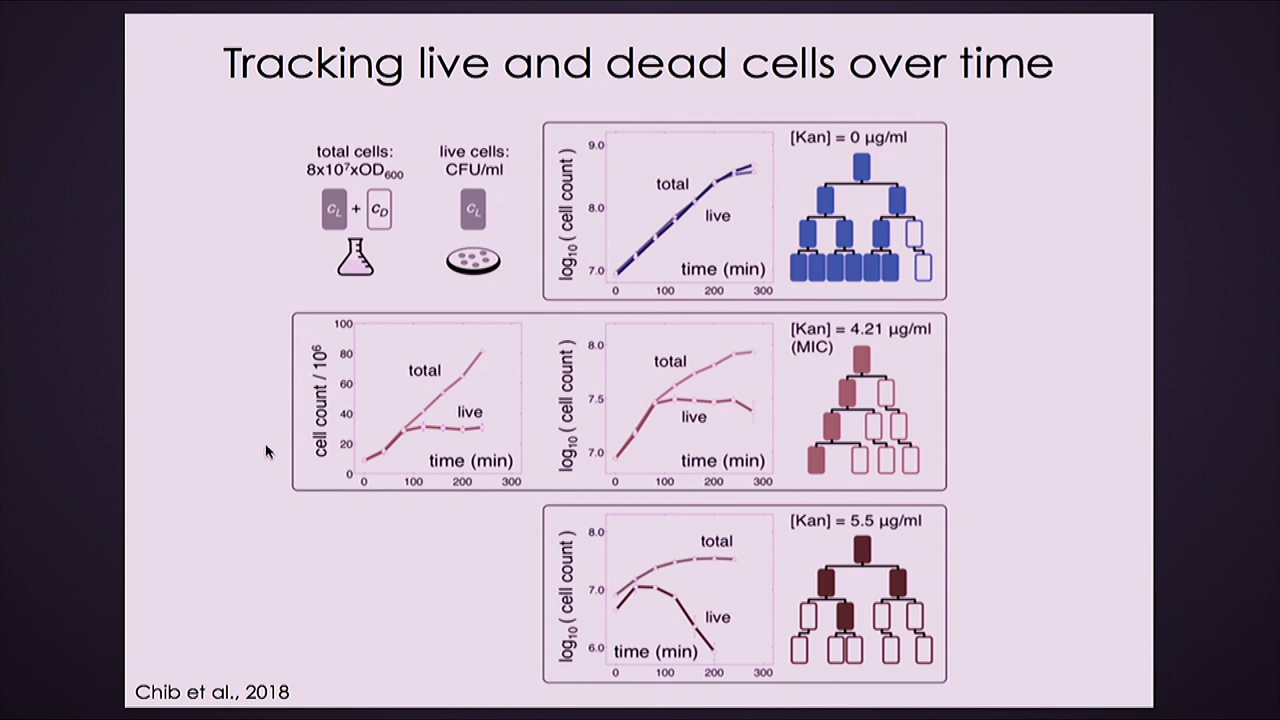 Tracking live and dead cells over time
total cells:
8x10⁷xOD₆₀₀
live cells:
CFU/ml
C_L + C_D
C_L
log₁₀ ( cell count )
9.0
8.0
7.0
total
live
time (min)
0 100 200 300
[Kan] = 0 µg/ml
cell count / 10⁶
100
80
60
40
20
0
total
live
time (min)
0 100 200 300
log₁₀ ( cell count )
8.0
7.5
7.0
total
live
time (min)
0 100 200 300
[Kan] = 4.21 µg/ml
(MIC)
log₁₀ ( cell count )
8.0
7.0
6.0
total
live
time (min)
0 100 200 300
[Kan] = 5.5 µg/ml
Chib et al., 2018